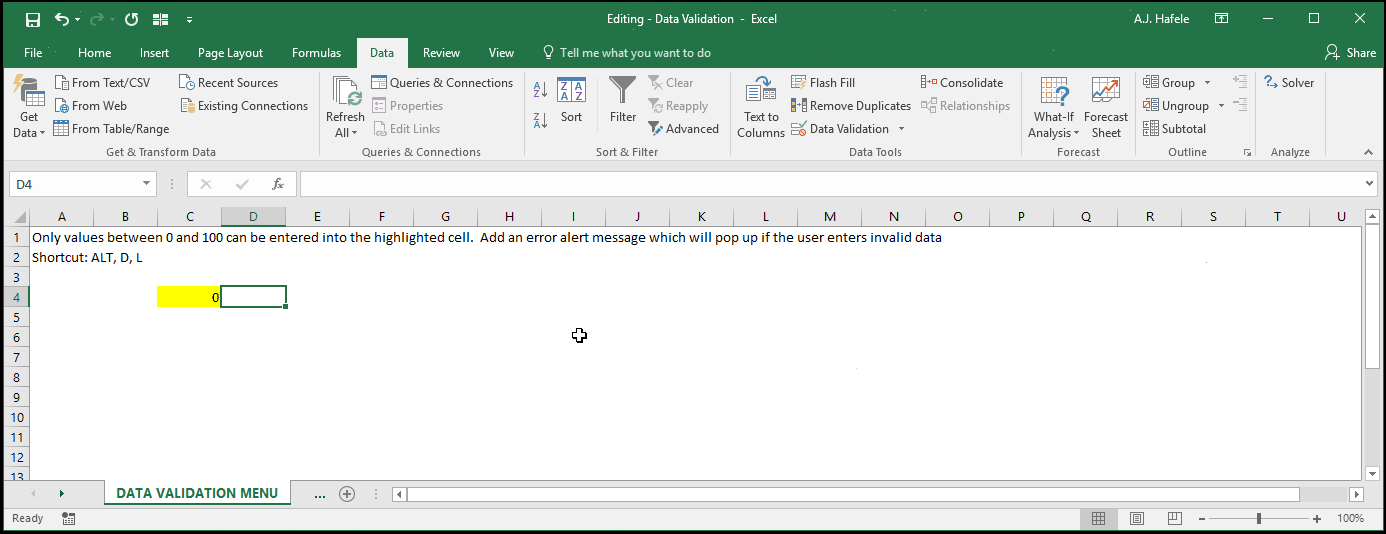 Editing - Data Validation - Excel
A.J. Hafele
File Home Insert Page Layout Formulas Data Review View Tell me what you want to do Share
Get Data
From Text/CSV
From Web
From Table/Range
Recent Sources
Existing Connections
Get & Transform Data
Refresh All
Queries & Connections
Properties
Edit Links
Queries & Connections
A Z
Z A
Z A A Z
Sort
Filter
Clear
Reapply
Advanced
Sort & Filter
Text to Columns
Flash Fill
Remove Duplicates
Data Validation
Consolidate
Relationships
Data Tools
What-If Analysis
Forecast Sheet
Forecast
Group
Ungroup
Subtotal
Outline
Solver
Analyze
D4
fx
A B C D E F G H I J K L M N O P Q R S T U
1 Only values between 0 and 100 can be entered into the highlighted cell. Add an error alert message which will pop up if the user enters invalid data
2 Shortcut: ALT, D, L
3
4 0
5
6
7
8
9
10
11
12
13
DATA VALIDATION MENU ...
Ready
100%